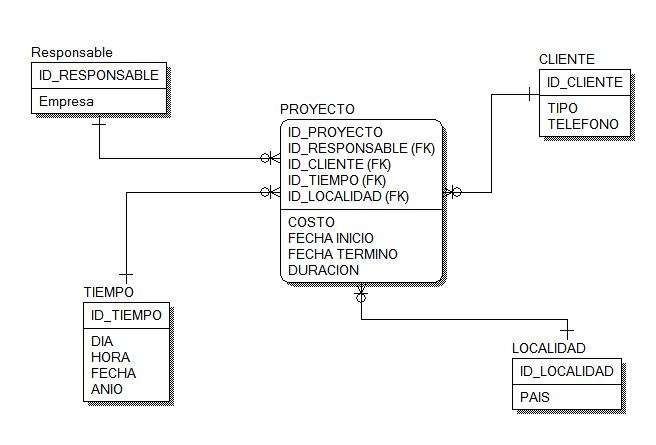 Responsable
ID_RESPONSABLE
Empresa
CLIENTE
ID_CLIENTE
TIPO
TELEFONO
PROYECTO
ID_PROYECTO
ID_RESPONSABLE (FK)
ID_CLIENTE (FK)
ID_TIEMPO (FK)
ID_LOCALIDAD (FK)
COSTO
FECHA INICIO
FECHA TERMINO
DURACION
TIEMPO
ID_TIEMPO
DIA
HORA
FECHA
ANIO
LOCALIDAD
ID_LOCALIDAD
PAIS